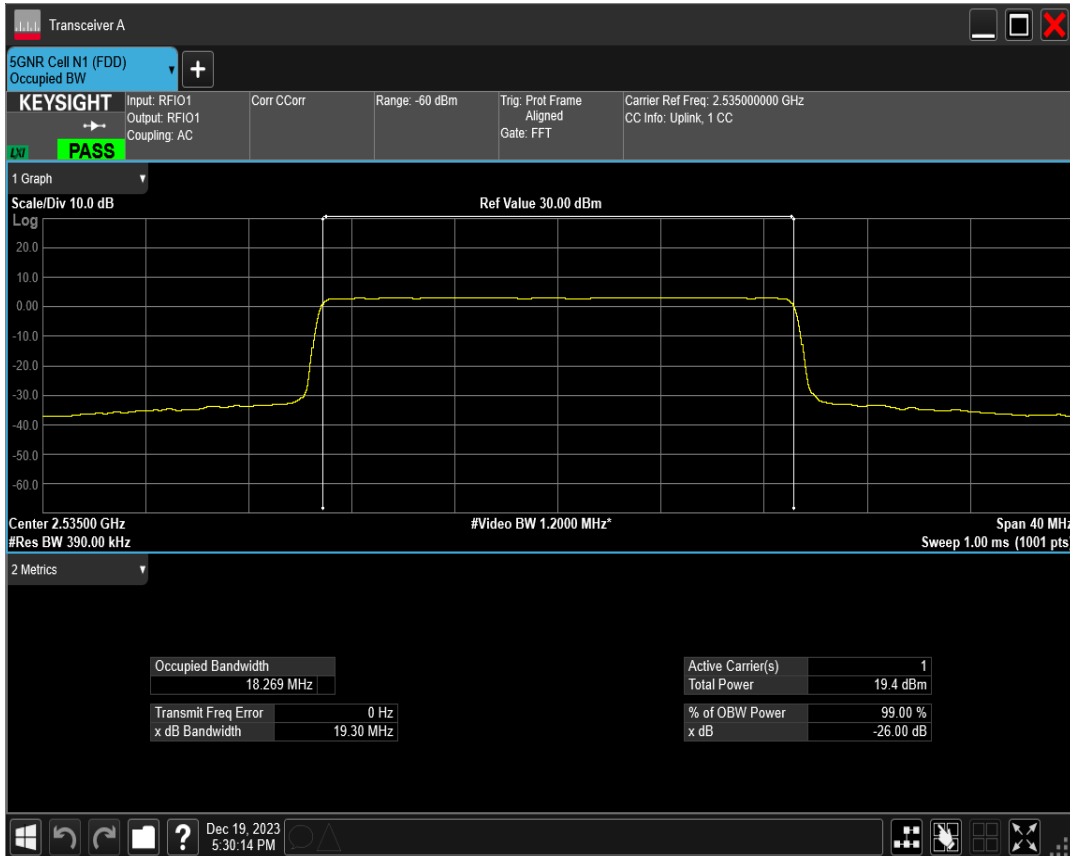 Transceiver A
5GNR Cell N1 (FDD)
Occupied BW
+
KEYSIGHT
LXI
PASS
Input: RFIO1
Output: RFIO1
Coupling: AC
Corr CCorr
Range: -60 dBm
Trig: Prot Frame
Aligned
Gate: FFT
Carrier Ref Freq: 2.535000000 GHz
CC Info: Uplink, 1 CC
1 Graph
Scale/Div 10.0 dB
Ref Value 30.00 dBm
Log
20.0
10.0
0.00
-10.0
-20.0
-30.0
-40.0
-50.0
-60.0
Center 2.53500 GHz
#Video BW 1.2000 MHz*
Span 40 MHz
#Res BW 390.00 kHz
Sweep 1.00 ms (1001 pts)
2 Metrics
Occupied Bandwidth
18.269 MHz
Transmit Freq Error 0 Hz
x dB Bandwidth 19.30 MHz
Active Carrier(s) 1
Total Power 19.4 dBm
% of OBW Power 99.00 %
x dB -26.00 dB
?
Dec 19, 2023
5:30:14 PM